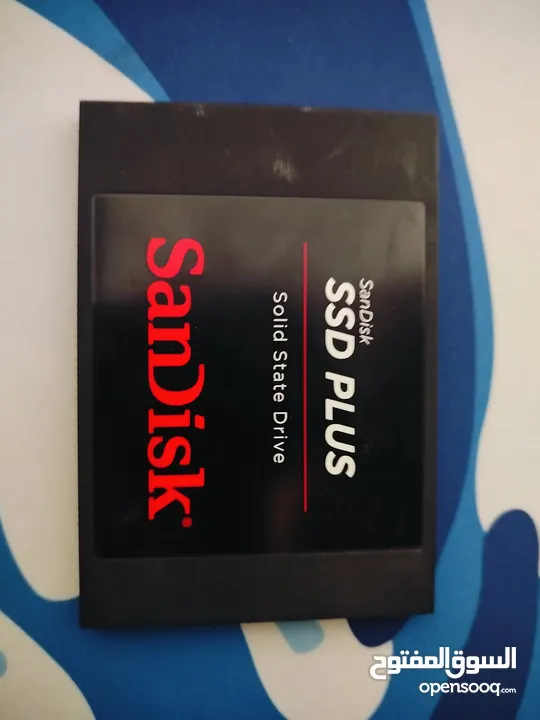 SanDisk
SSD PLUS
Solid State Drive
SanDisk®
السوق المفتوح
opensooq.com